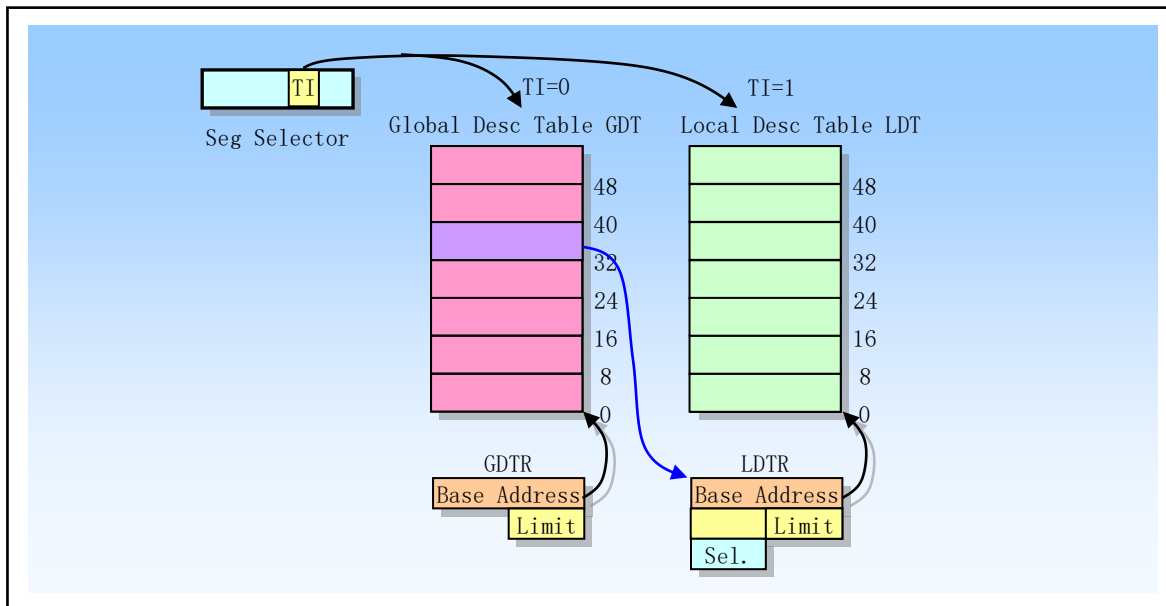 TI
Seg Selector
TI=0
TI=1
Global Desc Table GDT
Local Desc Table LDT
48
40
32
24
16
8
0
48
40
32
24
16
8
0
GDTR
Base Address
Limit
LDTR
Base Address
Limit
Sel.